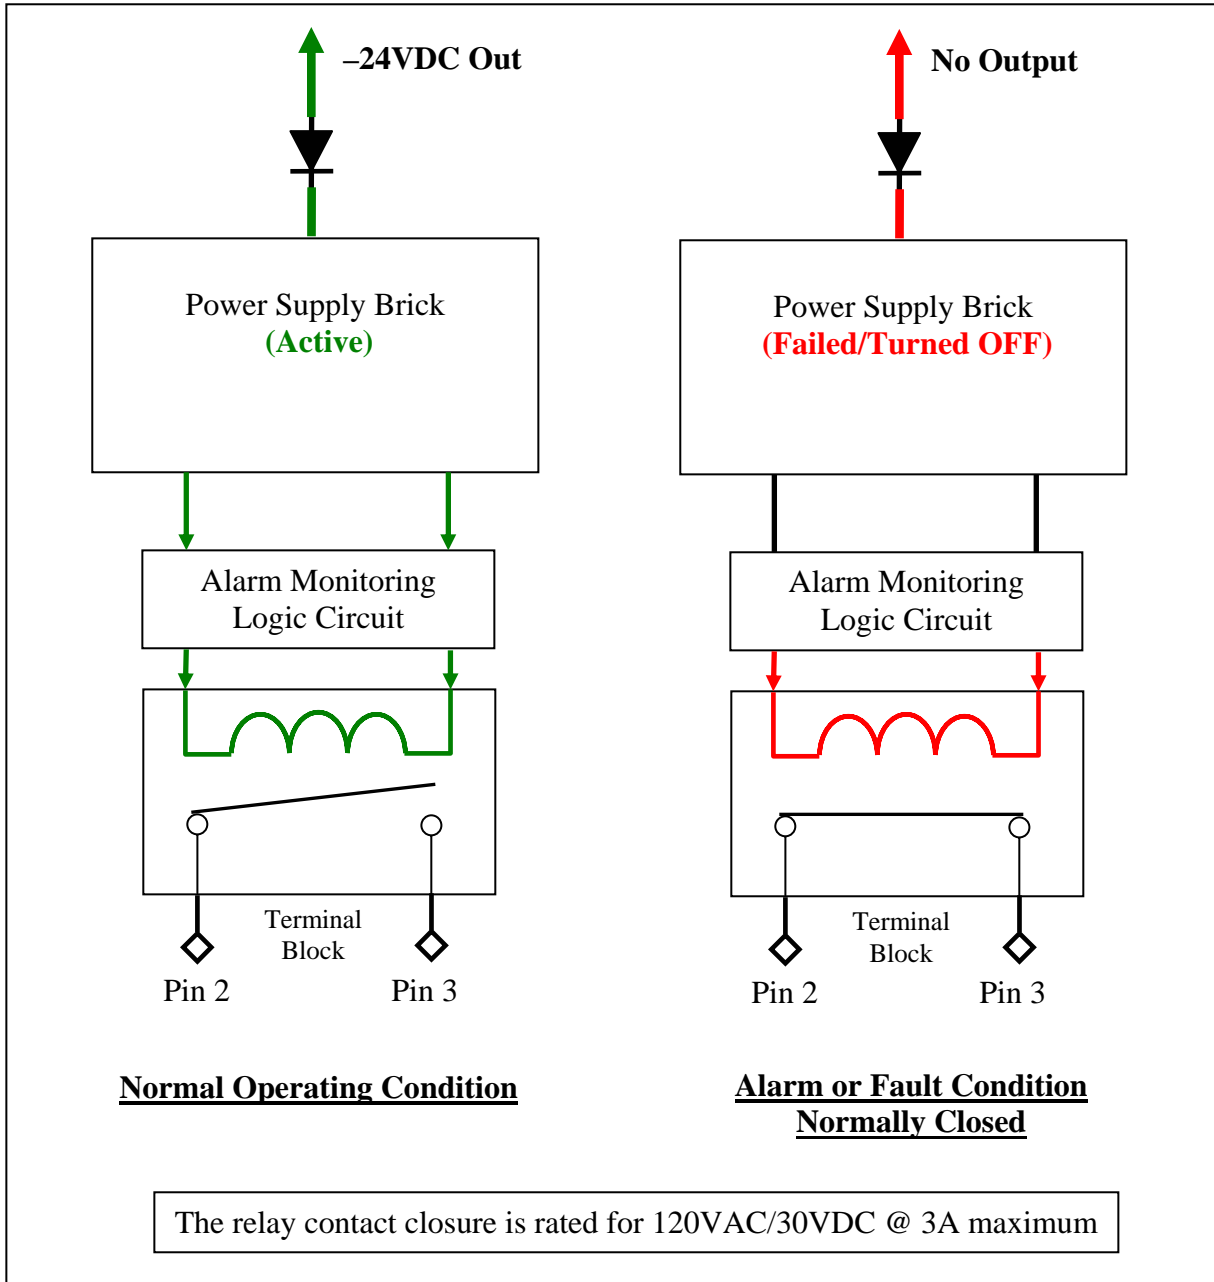 –24VDC Out
Power Supply Brick
(Active)
Alarm Monitoring
Logic Circuit
Terminal
Block
Pin 2
Pin 3
Normal Operating Condition
No Output
Power Supply Brick
(Failed/Turned OFF)
Alarm Monitoring
Logic Circuit
Terminal
Block
Pin 2
Pin 3
Alarm or Fault Condition
Normally Closed
The relay contact closure is rated for 120VAC/30VDC @ 3A maximum